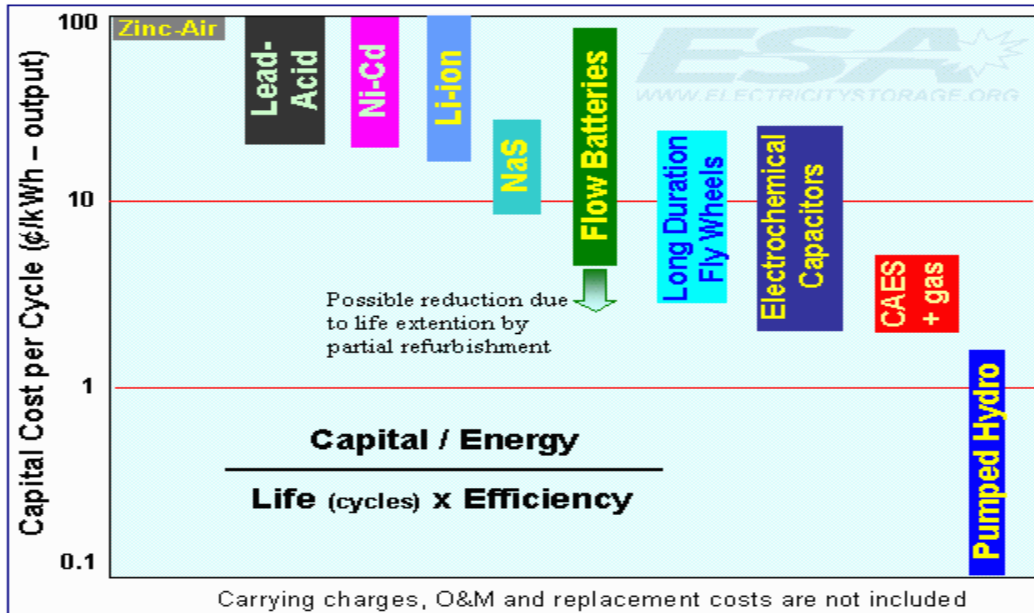 Capital Cost per Cycle (¢/kWh – output)
100
10
1
0.1
Zinc-Air
Lead-
Acid
Ni-Cd
Li-ion
NaS
Flow Batteries
Long Duration
Fly Wheels
Electrochemical
Capacitors
CAES
+ gas
Pumped Hydro
ESA
WWW.ELECTRICITYSTORAGE.ORG
Possible reduction due
to life extention by
partial refurbishment
Capital / Energy
Life (cycles) x Efficiency
Carrying charges, O&M and replacement costs are not included